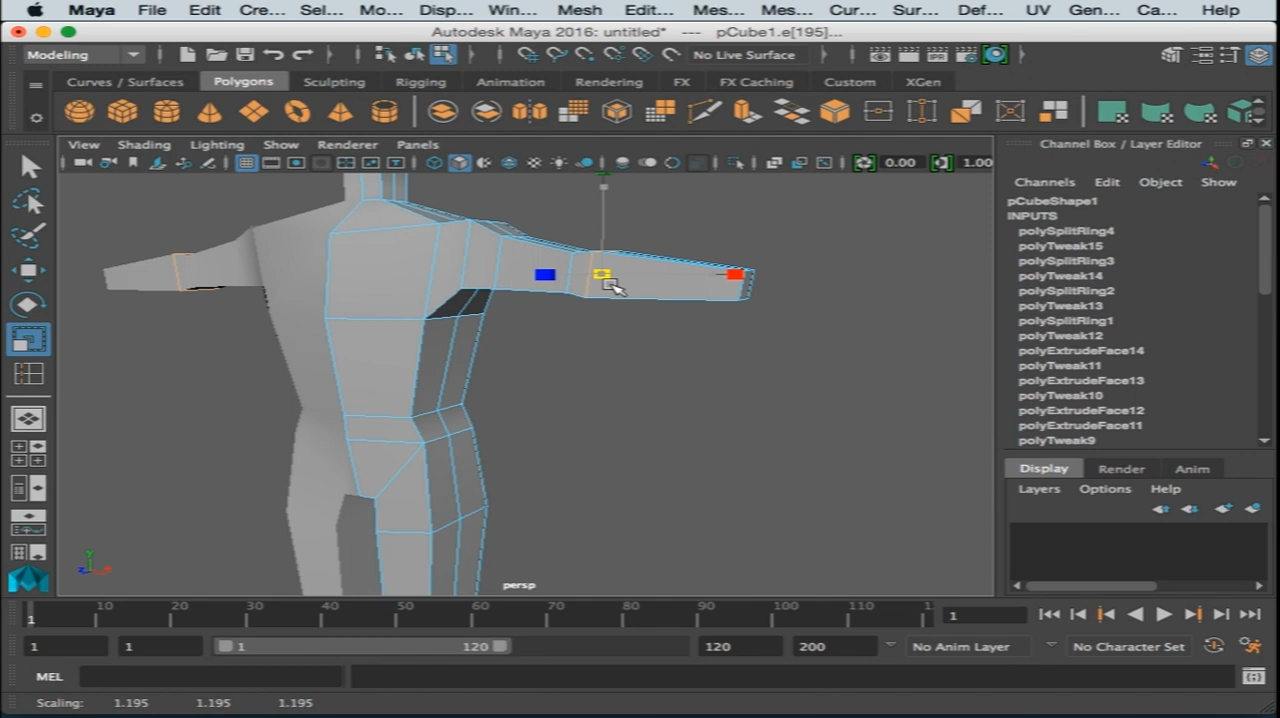 Maya File Edit Cre... Sel... Mo... Disp... Win... Mesh Edit... Mes... Mes... Cur... Sur... Def... UV Gen... Ca... Help
Autodesk Maya 2016: untitled* --- pCube1.e[195]...
Modeling No Live Surface
Curves / Surfaces Polygons Sculpting Rigging Animation Rendering FX FX Caching Custom XGen
View Shading Lighting Show Renderer Panels
0.00 1.00
Channel Box / Layer Editor
Channels Edit Object Show
pCubeShape1
INPUTS
polySplitRing4
polyTweak15
polySplitRing3
polyTweak14
polySplitRing2
polyTweak13
polySplitRing1
polyTweak12
polyExtrudeFace14
polyTweak11
polyExtrudeFace13
polyTweak10
polyExtrudeFace12
polyExtrudeFace11
polyTweak9
Display Render Anim
Layers Options Help
y
persp
1 10 20 30 40 50 60 70 80 90 100 110 1
1 1 1 120 120 200 No Anim Layer No Character Set
MEL
Scaling: 1.195 1.195 1.195